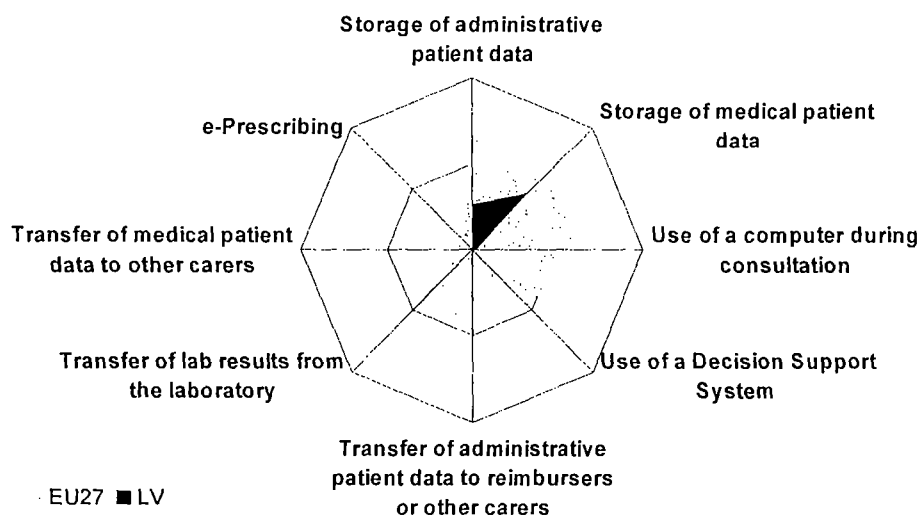 Storage of administrative
patient data
e-Prescribing
Storage of medical patient
data
Transfer of medical patient
data to other carers
Use of a computer during
consultation
Transfer of lab results from
the laboratory
Use of a Decision Support
System
Transfer of administrative
patient data to reimbursers
or other carers
EU27 LV